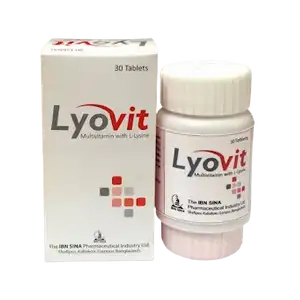 30 Tablets
Lyovit
Multivitamin with L-Lysine
The IBN SINA
Pharmaceutical Industry Ltd.
30 Tablets
Lyovit
Multivitamin with L-Lysine
The IBN SINA
Pharmaceutical Industry Ltd.